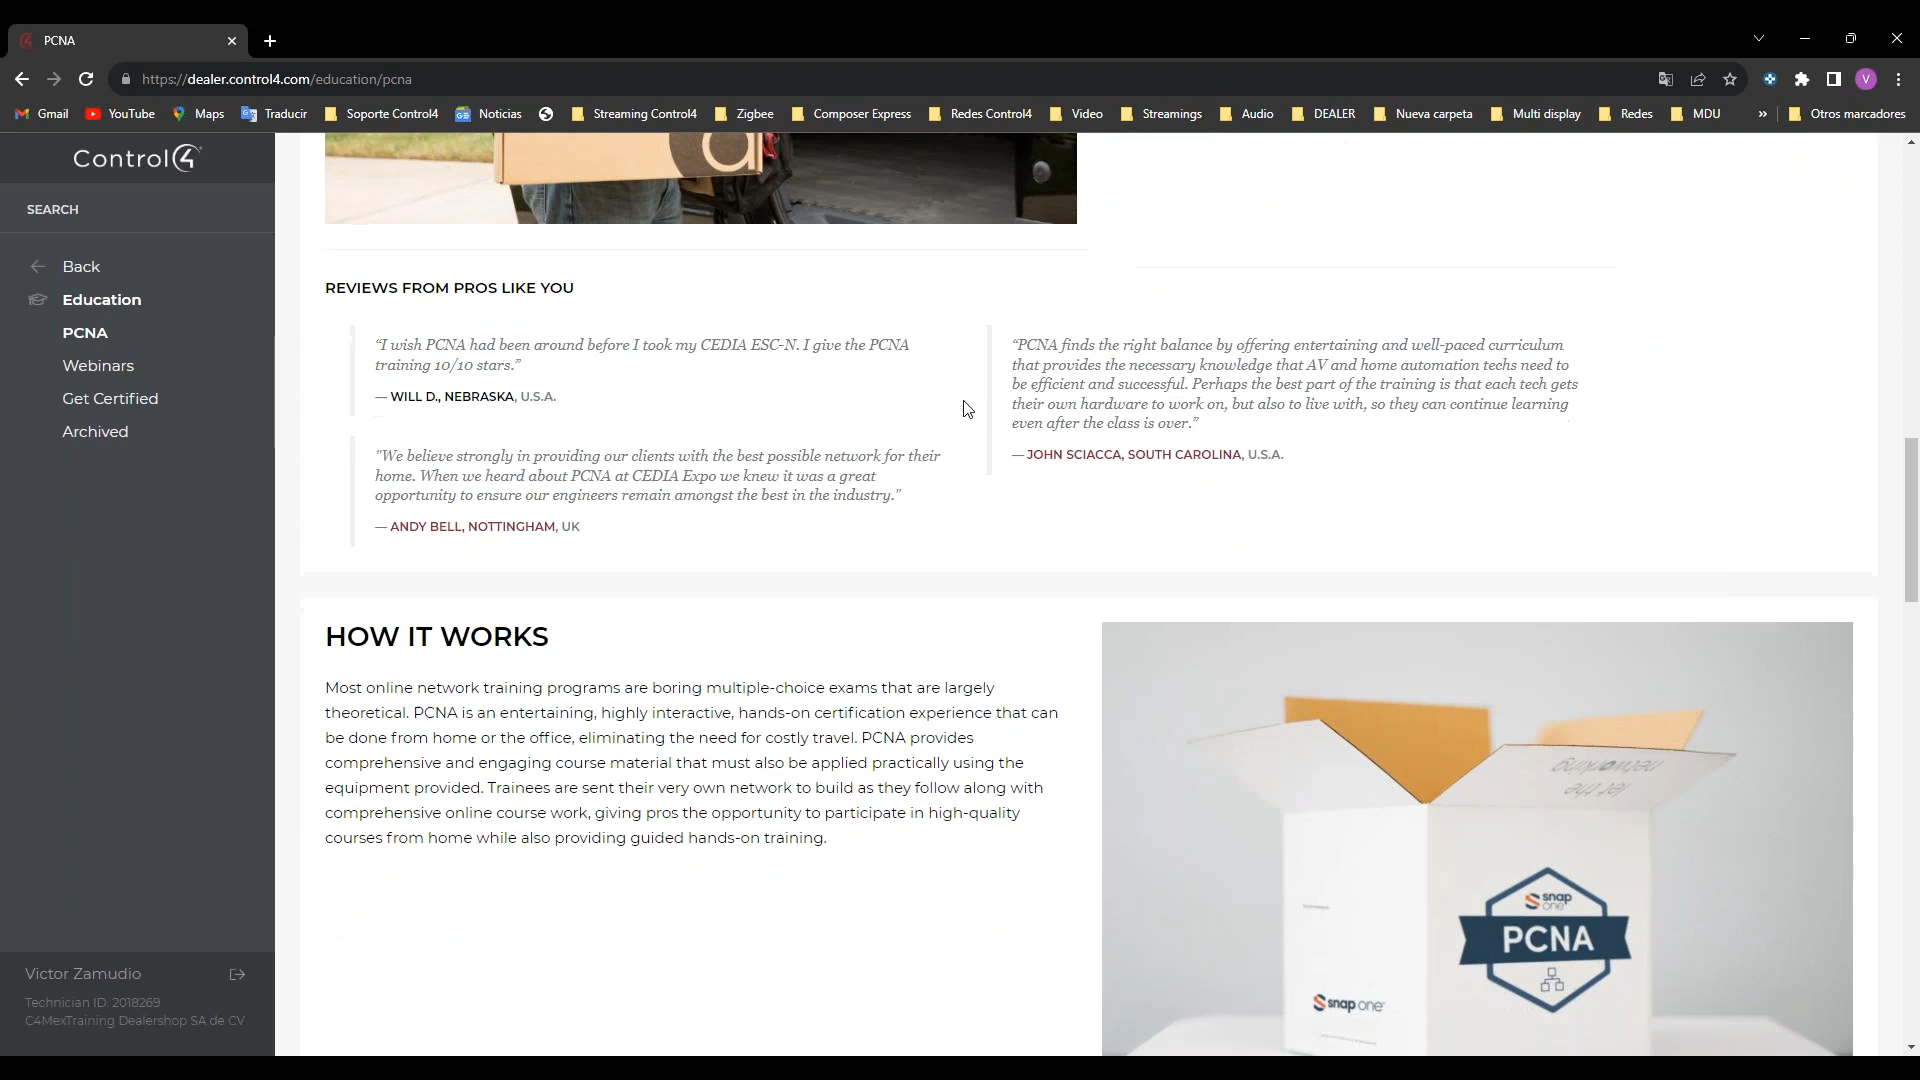 PCNA
https://dealer.control4.com/education/pcna
V
Gmail YouTube Maps Traducir Soporte Control4 Noticias Streaming Control4 Zigbee Composer Express Redes Control4 Video Streamings Audio DEALER Nueva carpeta Multi display Redes MDU » Otros marcadores
Control4
SEARCH
Back
Education
PCNA
Webinars
Get Certified
Archived
Victor Zamudio
Technician ID: 2018269
C4MexTraining Dealershop SA de CV
REVIEWS FROM PROS LIKE YOU
“I wish PCNA had been around before I took my CEDIA ESC-N. I give the PCNA
training 10/10 stars.”
— WILL D., NEBRASKA, U.S.A.
"We believe strongly in providing our clients with the best possible network for their
home. When we heard about PCNA at CEDIA Expo we knew it was a great
opportunity to ensure our engineers remain amongst the best in the industry."
— ANDY BELL, NOTTINGHAM, UK
“PCNA finds the right balance by offering entertaining and well-paced curriculum
that provides the necessary knowledge that AV and home automation techs need to
be efficient and successful. Perhaps the best part of the training is that each tech gets
their own hardware to work on, but also to live with, so they can continue learning
even after the class is over.”
— JOHN SCIACCA, SOUTH CAROLINA, U.S.A.
HOW IT WORKS
Most online network training programs are boring multiple-choice exams that are largely
theoretical. PCNA is an entertaining, highly interactive, hands-on certification experience that can
be done from home or the office, eliminating the need for costly travel. PCNA provides
comprehensive and engaging course material that must also be applied practically using the
equipment provided. Trainees are sent their very own network to build as they follow along with
comprehensive online course work, giving pros the opportunity to participate in high-quality
courses from home while also providing guided hands-on training.
let the
networking
snap
one
PCNA
snap one